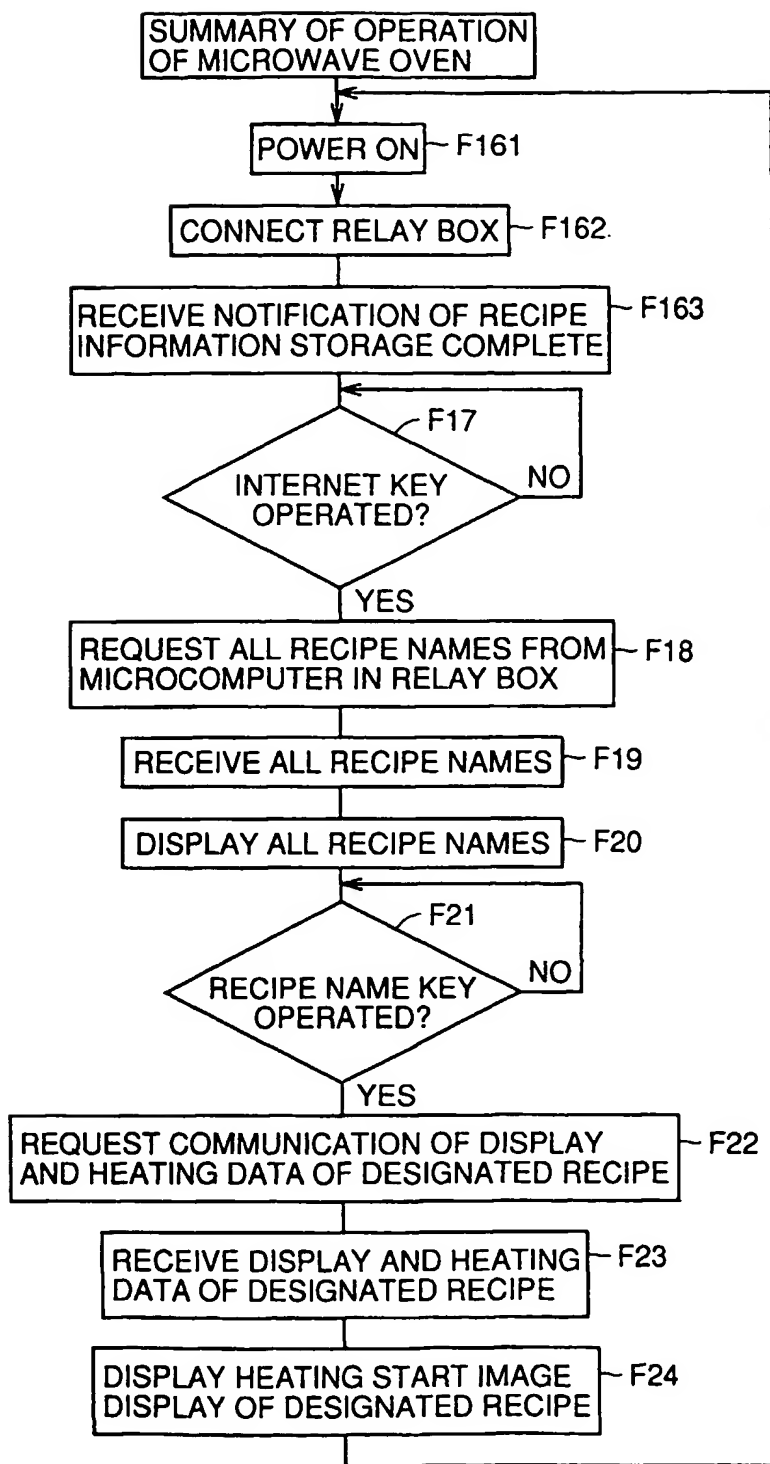 SUMMARY OF OPERATION
OF MICROWAVE OVEN
POWER ON
F161
CONNECT RELAY BOX
F162.
RECEIVE NOTIFICATION OF RECIPE
INFORMATION STORAGE COMPLETE
F163
F17
INTERNET KEY
OPERATED?
NO
YES
REQUEST ALL RECIPE NAMES FROM
MICROCOMPUTER IN RELAY BOX
F18
RECEIVE ALL RECIPE NAMES
F19
DISPLAY ALL RECIPE NAMES
F20
F21
RECIPE NAME KEY
OPERATED?
NO
YES
REQUEST COMMUNICATION OF DISPLAY
AND HEATING DATA OF DESIGNATED RECIPE
F22
RECEIVE DISPLAY AND HEATING
DATA OF DESIGNATED RECIPE
F23
DISPLAY HEATING START IMAGE
DISPLAY OF DESIGNATED RECIPE
F24